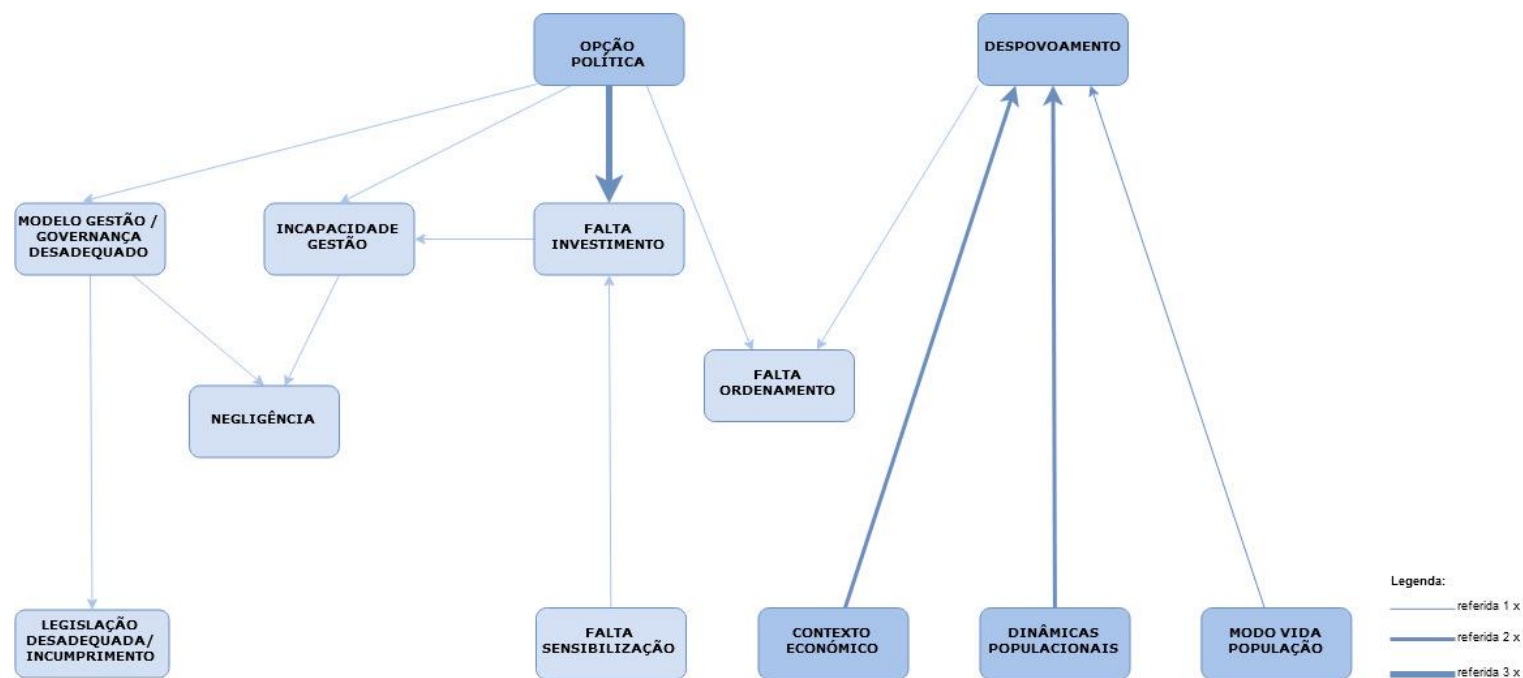 OPÇÃO
POLÍTICA
DESPOVOAMENTO
MODELO GESTÃO /
GOVERNANÇA
DESADEQUADO
INCAPACIDADE
GESTÃO
FALTA
INVESTIMENTO
FALTA
ORDENAMENTO
NEGLIGÊNCIA
LEGISLAÇÃO
DESADEQUADA/
INCUMPRIMENTO
FALTA
SENSIBILIZAÇÃO
CONTEXTO
ECONÓMICO
DINÂMICAS
POPULACIONAIS
MODO VIDA
POPULAÇÃO
Legenda:
referida 1 x
referida 2 x
referida 3 x